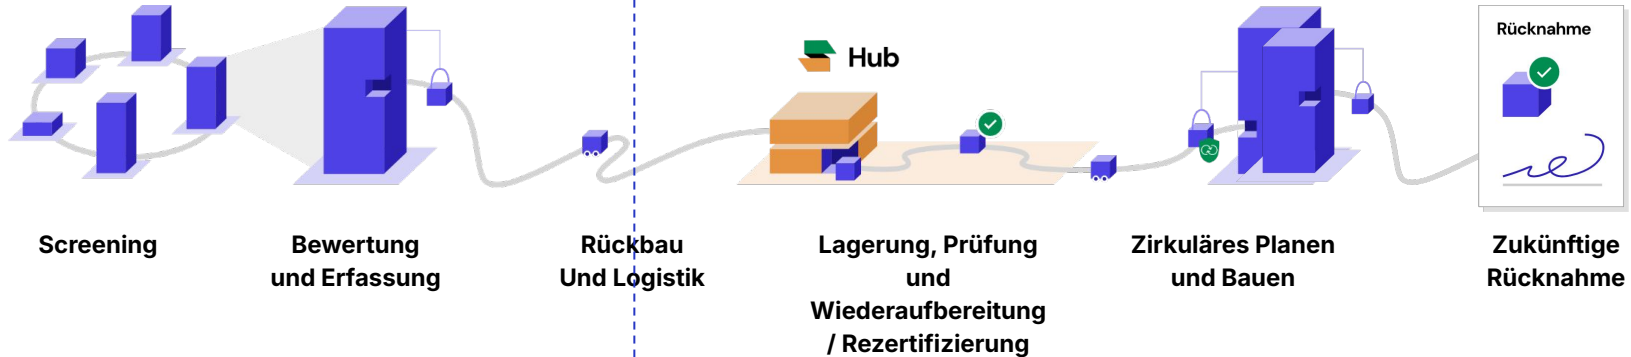 Rücknahme
Hub
Screening
Bewertung
und Erfassung
Rückbau
Und Logistik
Lagerung, Prüfung
und
Wiederaufbereitung
/ Rezertifizierung
Zirkuläres Planen
und Bauen
Zukünftige
Rücknahme